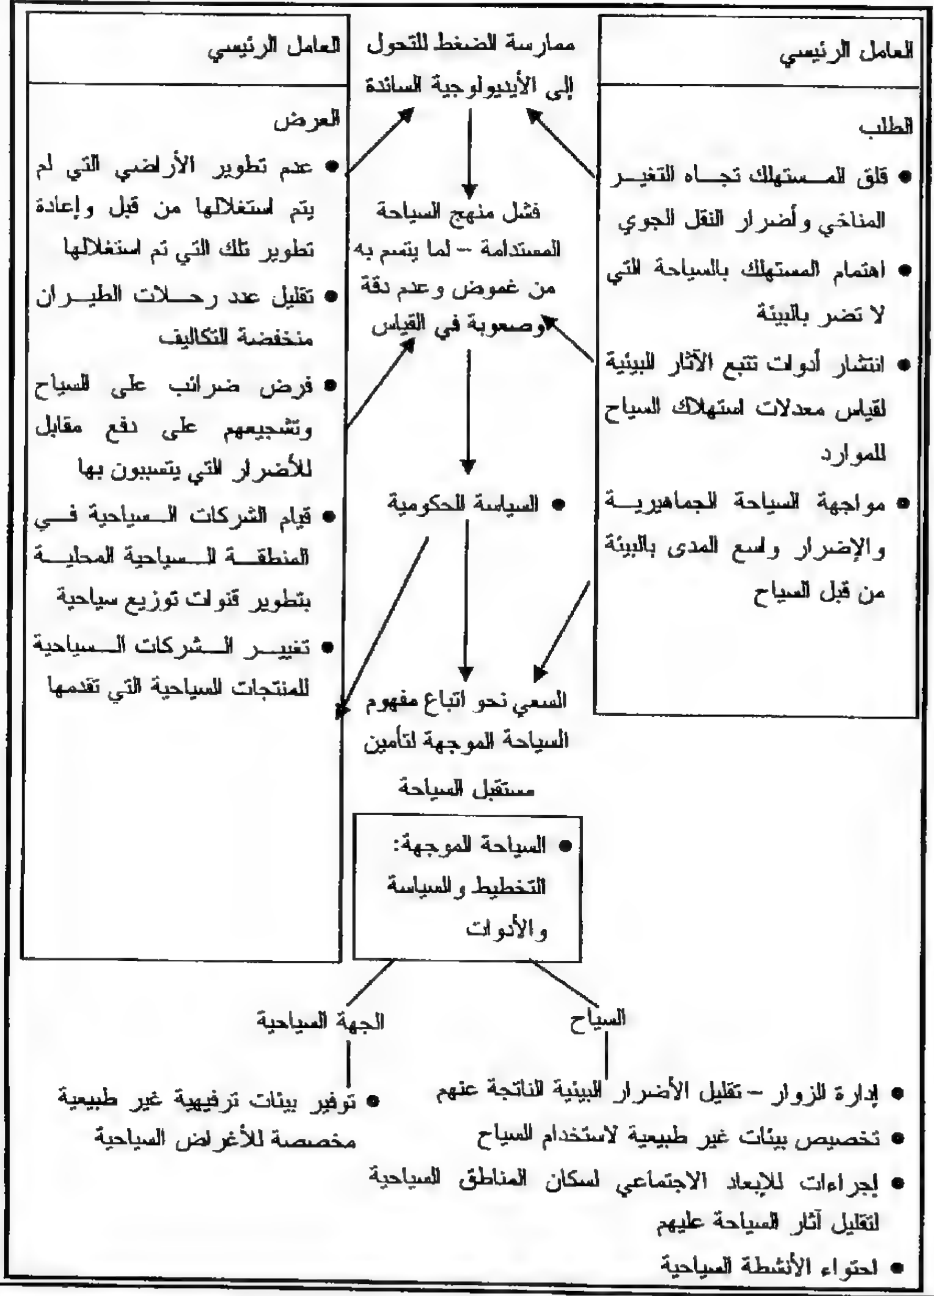 العامل الرئيسي
الطلب
● قلق المستهلك تجاه التغير
المناخي وأضرار النقل الجوي
● اهتمام المستهلك بالسياحة التي
لا تضر بالبيئة
● انتشار أدوات تتبع الآثار البيئية
لقياس معدلات استهلاك السياح
للموارد
● مواجهة السياحة الجماهيرية
والإضرار واسع المدى بالبيئة
من قبل السياح
ممارسة الضغط للتحول
إلى الأيديولوجية السائدة
فشل منهج السياحة
المستدامة – لما يتسم به
من غموض وعدم دقة
وصعوبة في القياس
● السياسة الحكومية
السعي نحو اتباع مفهوم
السياحة الموجهة لتأمين
مستقبل السياحة
● السياحة الموجهة:
التخطيط والسياسة
والأدوات
العامل الرئيسي
العرض
● عدم تطوير الأراضي التي لم
يتم استغلالها من قبل وإعادة
تطوير تلك التي تم استغلالها
● تقليل عدد رحلات الطيران
منخفضة التكاليف
● فرض ضرائب على السياح
وتشجيعهم على دفع مقابل
للأضرار التي يتسببون بها
● قيام الشركات السياحية في
المنطقة السياحية المحلية
بتطوير قنوات توزيع سياحية
● تغيير الشركات السياحية
للمنتجات السياحية التي تقدمها
السياح
● إدارة الزوار – تقليل الأضرار البيئية الناتجة عنهم
● تخصيص بيئات غير طبيعية لاستخدام السياح
● إجراءات للإبعاد الاجتماعي لسكان المناطق السياحية
لتقليل آثار السياحة عليهم
● احتواء الأنشطة السياحية
الجهة السياحية
● توفير بيئات ترفيهية غير طبيعية
مخصصة للأغراض السياحية